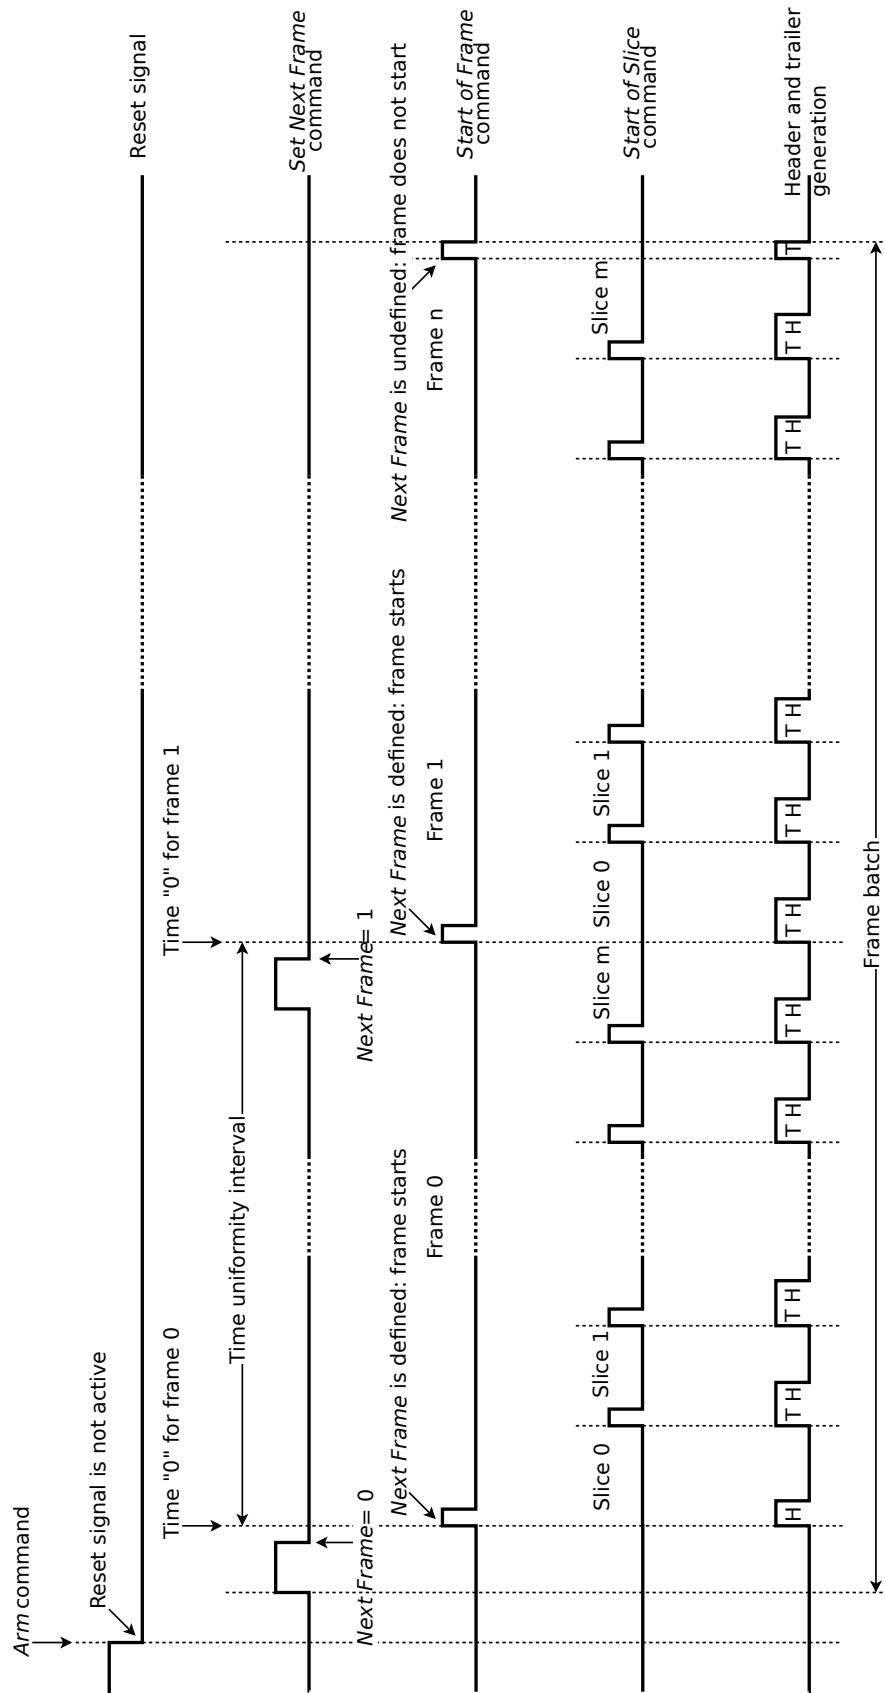 Arm command
Reset signal is not active
Reset signal
Time "0" for frame 0
Time "0" for frame 1
Time uniformity interval
Set Next Frame
command
Next Frame = 0
Next Frame = 1
Next Frame is defined: frame starts
Next Frame is defined: frame starts
Next Frame is undefined: frame does not start
Frame 0
Frame 1
Frame n
Start of Frame
command
Slice 0
Slice 1
Slice m
Slice 0
Slice 1
Slice m
Start of Slice
command
H
T H
T H
T H
T H
T H
T H
T H
T H
T H
T
Header and trailer
generation
Frame batch